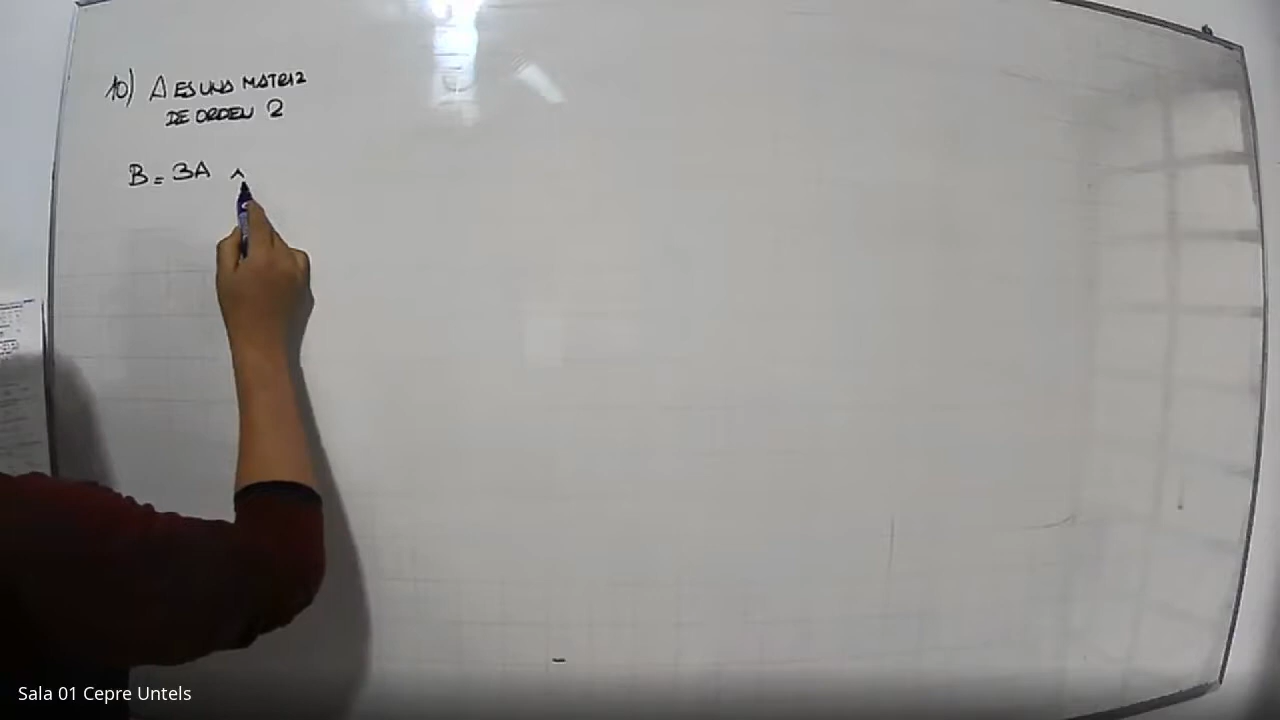 10) A ES UNA MATRIZ
DE ORDEN 2
B = 3A ∧
Sala 01 Cepre Untels